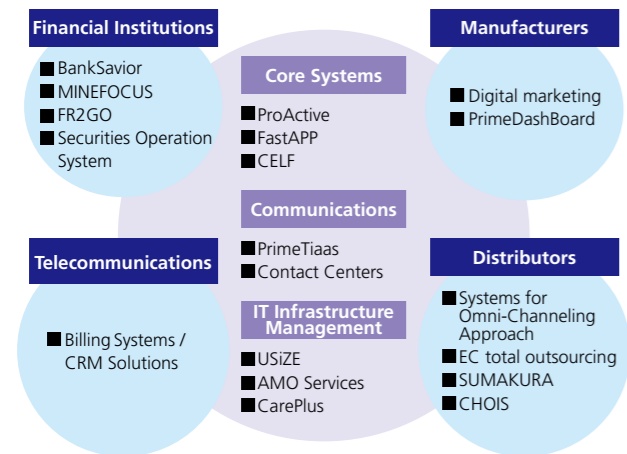 Financial Institutions
■ BankSavior
■ MINEFOCUS
■ FR2GO
■ Securities Operation
System
Core Systems
■ ProActive
■ FastAPP
■ CELF
Manufacturers
■ Digital marketing
■ PrimeDashBoard
Communications
■ PrimeTiaas
■ Contact Centers
Telecommunications
■ Billing Systems /
CRM Solutions
IT Infrastructure
Management
■ USiZE
■ AMO Services
■ CarePlus
Distributors
■ Systems for
Omni-Channeling
Approach
■ EC total outsourcing
■ SUMAKURA
■ CHOIS